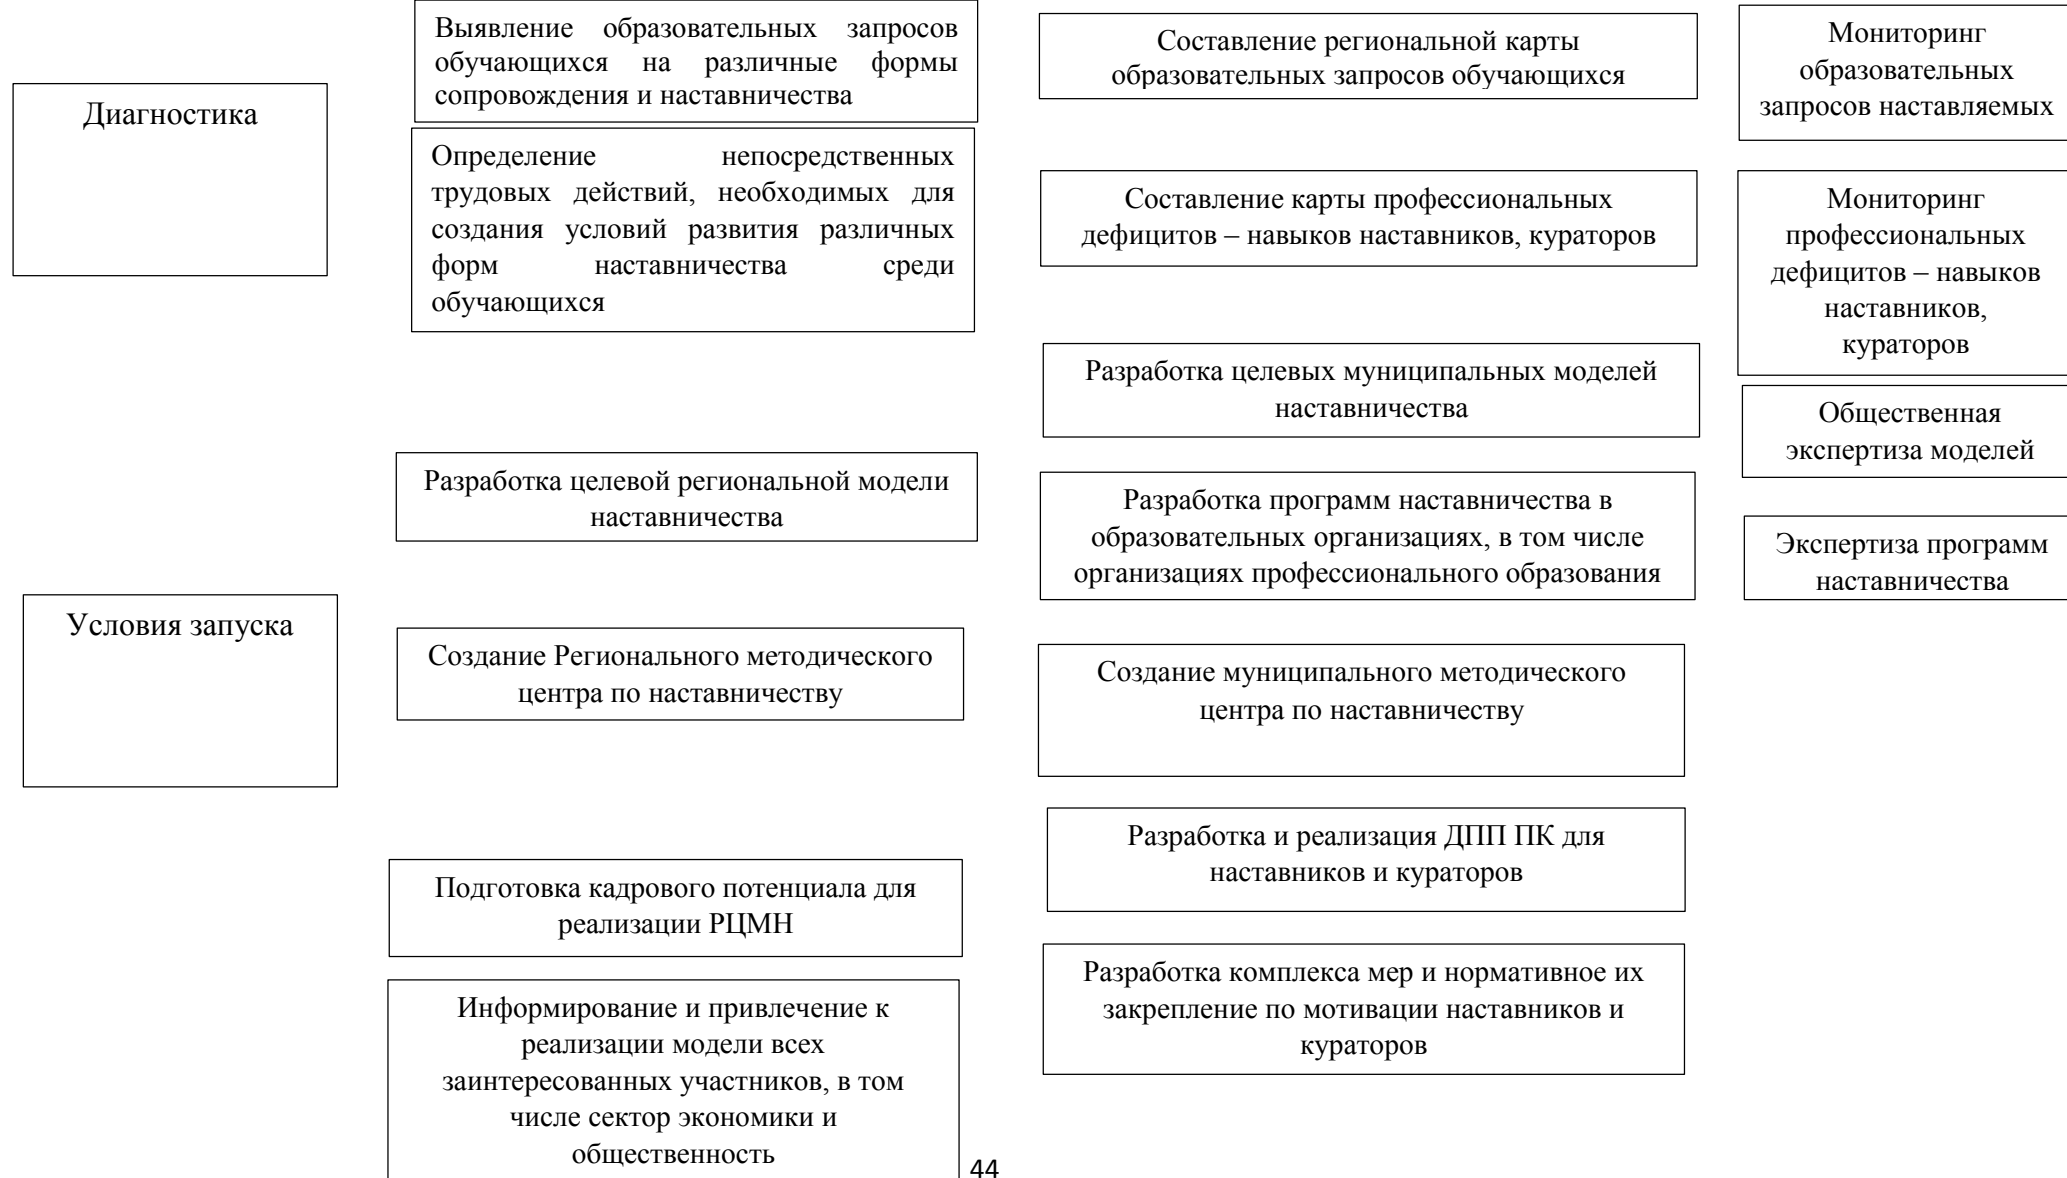 Диагностика
Выявление образовательных запросов
обучающихся на различные формы
сопровождения и наставничества
Определение непосредственных
трудовых действий, необходимых для
создания условий развития различных
форм наставничества среди
обучающихся
Составление региональной карты
образовательных запросов обучающихся
Составление карты профессиональных
дефицитов – навыков наставников, кураторов
Мониторинг
образовательных
запросов наставляемых
Мониторинг
профессиональных
дефицитов – навыков
наставников,
кураторов
Условия запуска
Разработка целевой региональной модели
наставничества
Создание Регионального методического
центра по наставничеству
Подготовка кадрового потенциала для
реализации РЦМН
Информирование и привлечение к
реализации модели всех
заинтересованных участников, в том
числе сектор экономики и
общественность
Разработка целевых муниципальных моделей
наставничества
Разработка программ наставничества в
образовательных организациях, в том числе
организациях профессионального образования
Создание муниципального методического
центра по наставничеству
Разработка и реализация ДПП ПК для
наставников и кураторов
Разработка комплекса мер и нормативное их
закрепление по мотивации наставников и
кураторов
Общественная
экспертиза моделей
Экспертиза программ
наставничества
44